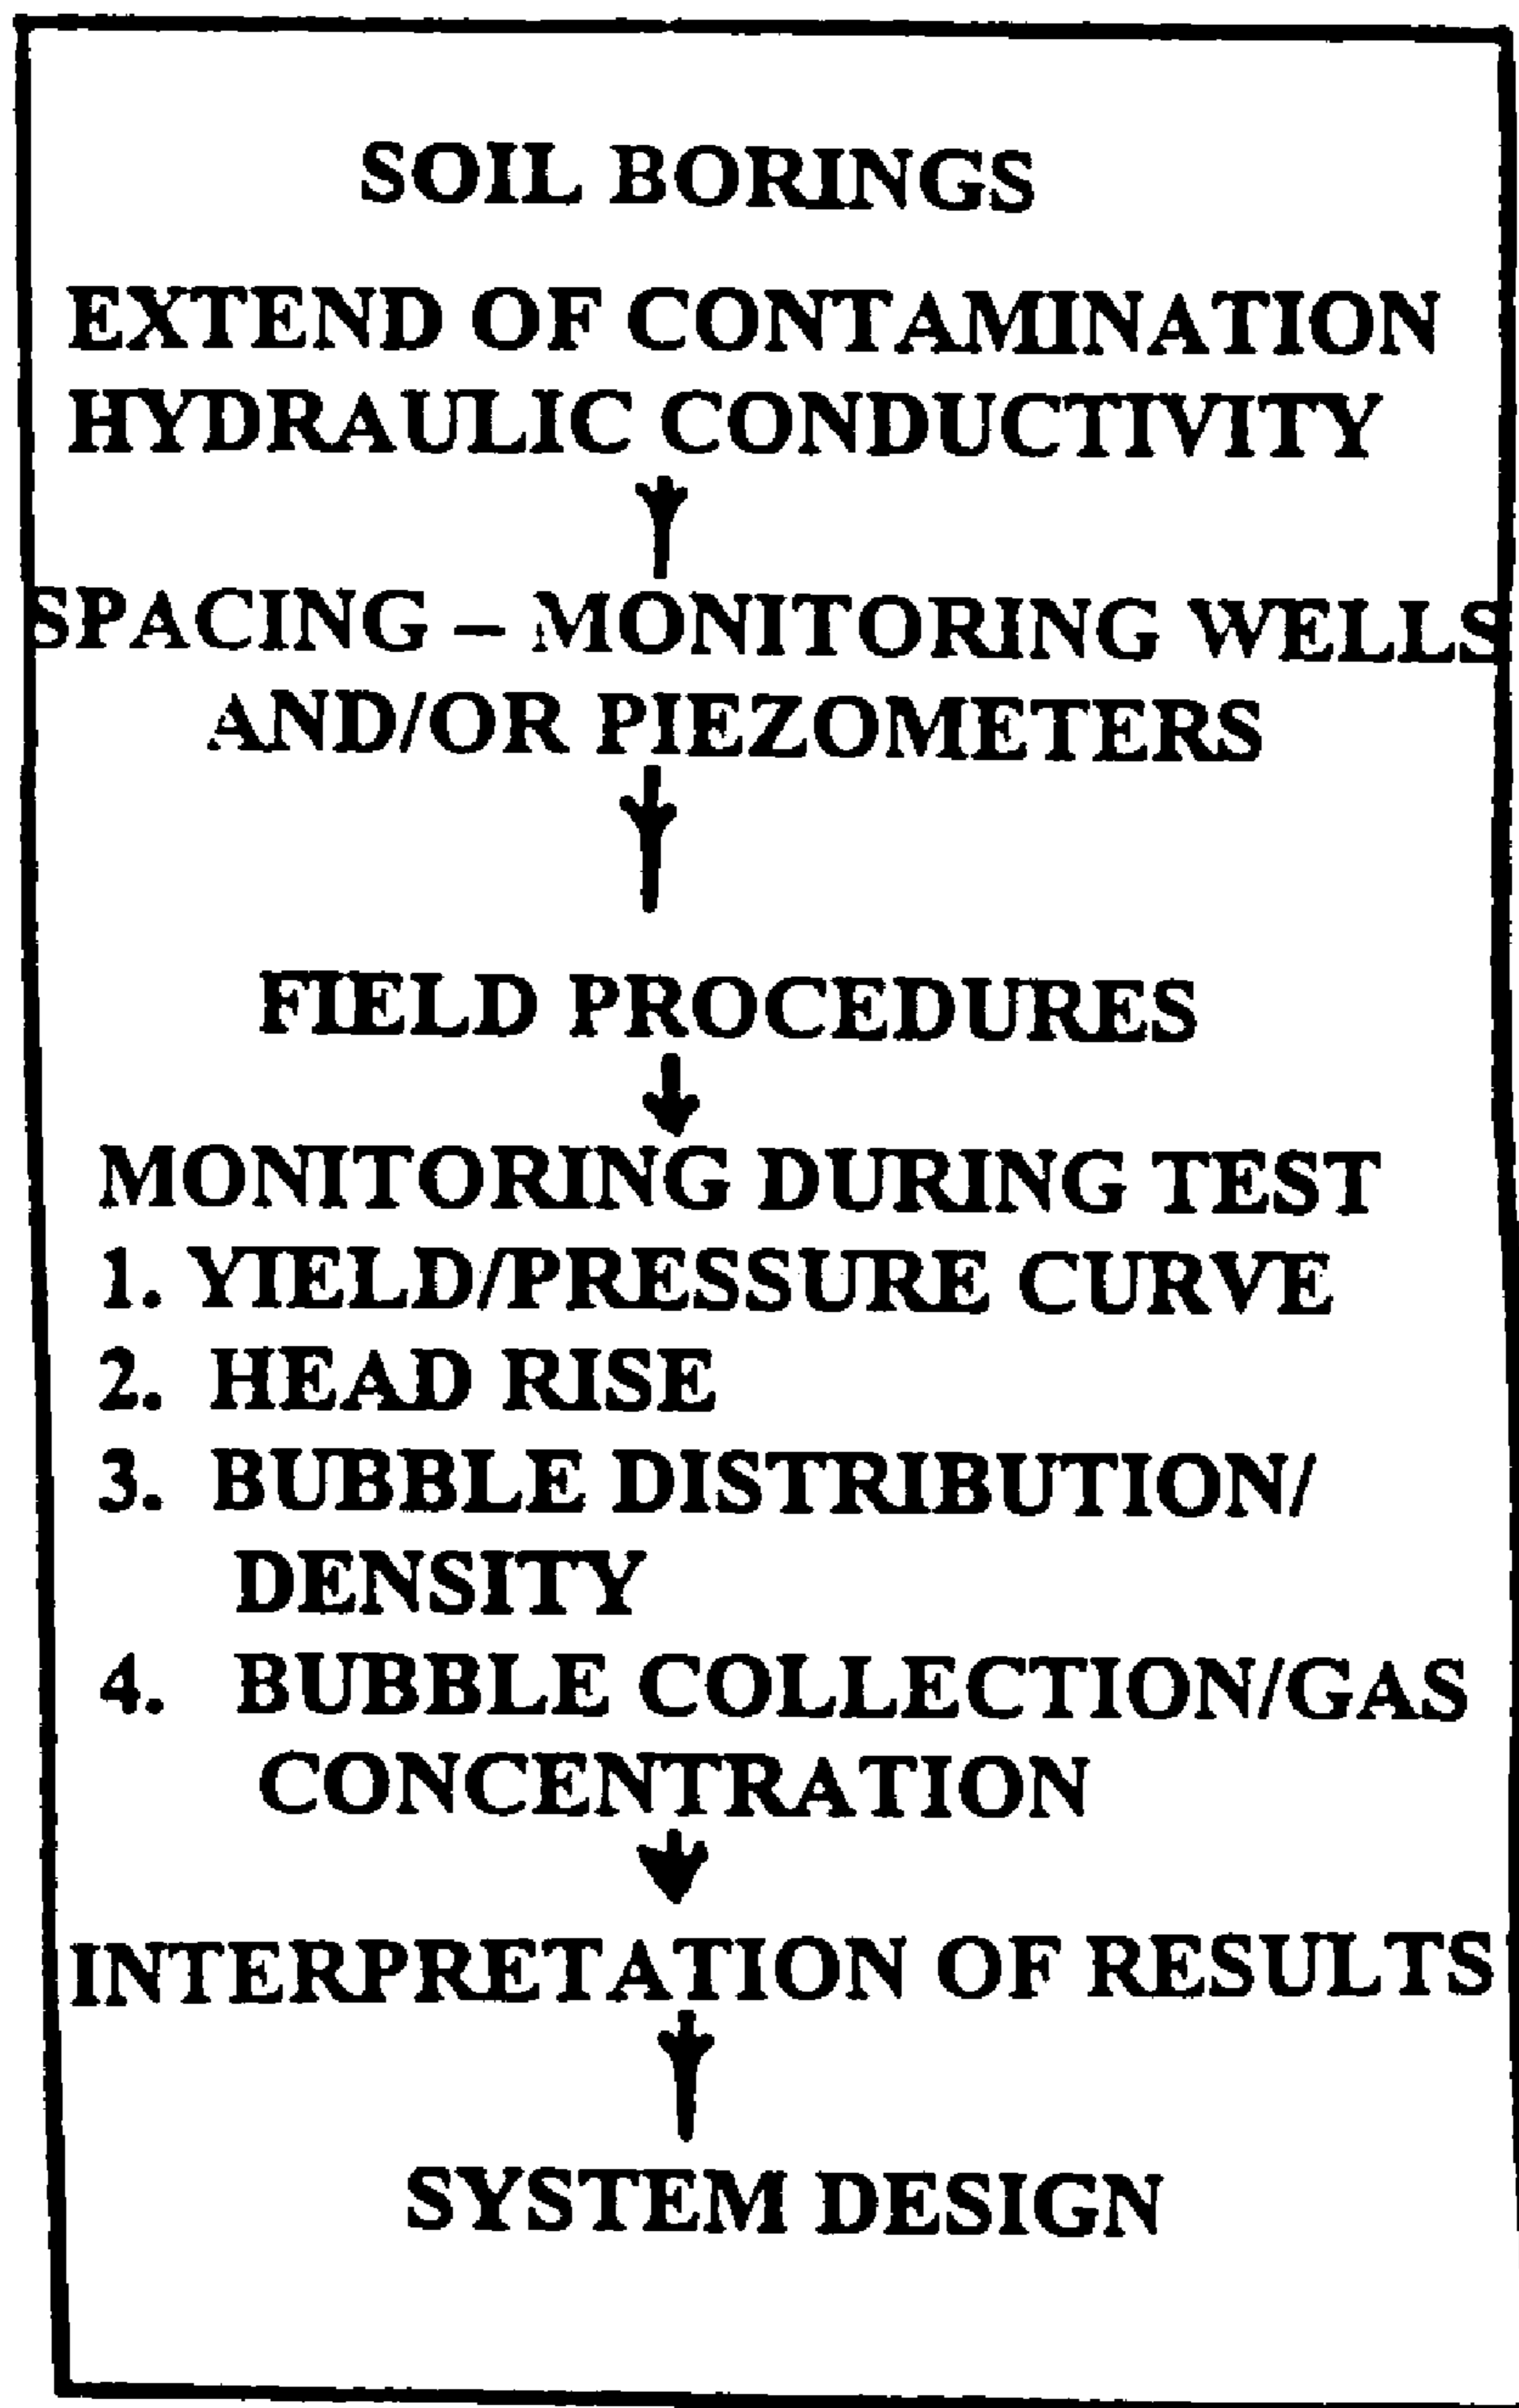 SOIL BORINGS
EXTEND OF CONTAMINATION
HYDRAULIC CONDUCTIVITY
SPACING – MONITORING WELLS
AND/OR PIEZOMETERS
FIELD PROCEDURES
MONITORING DURING TEST
1. YIELD/PRESSURE CURVE
2. HEAD RISE
3. BUBBLE DISTRIBUTION/
DENSITY
4. BUBBLE COLLECTION/GAS
CONCENTRATION
INTERPRETATION OF RESULTS
SYSTEM DESIGN